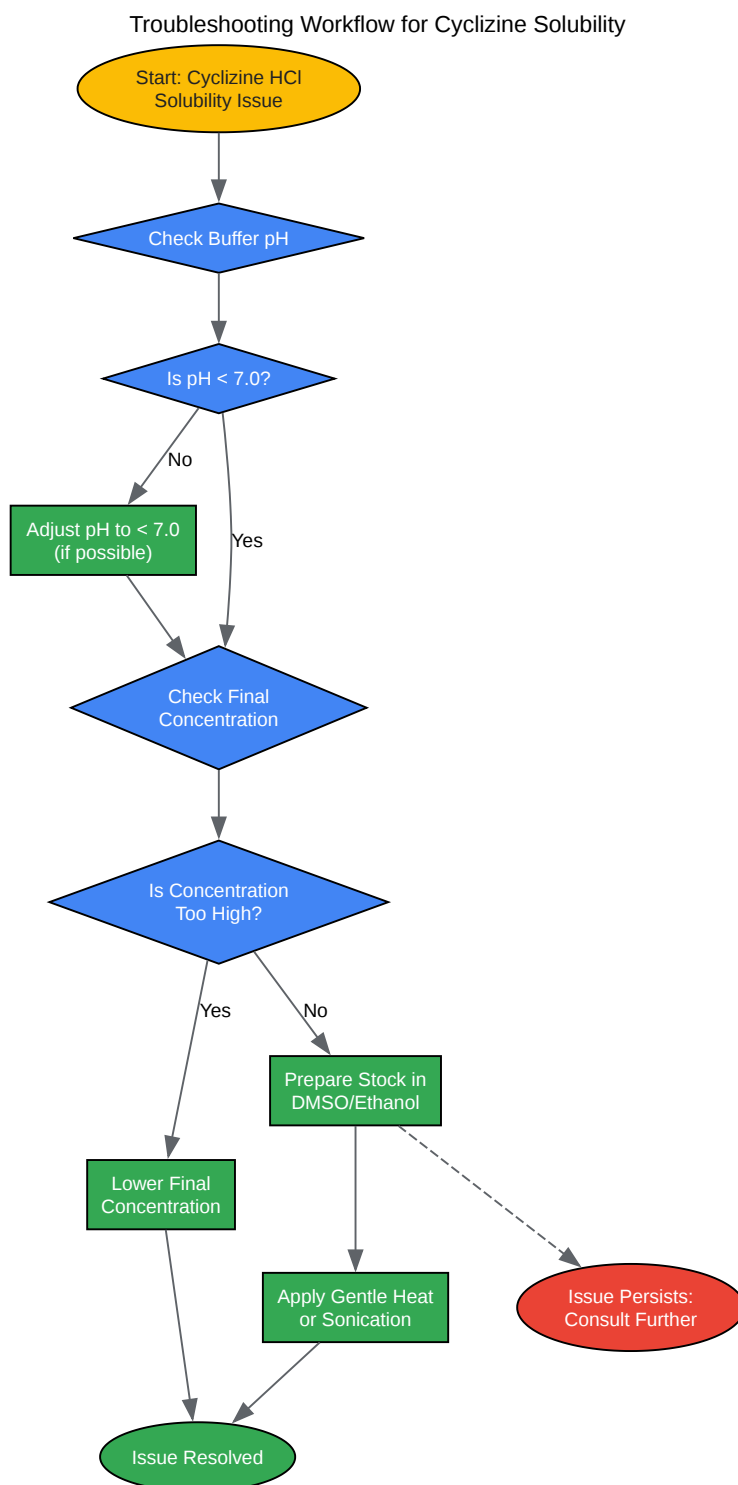 Troubleshooting Workflow for Cyclizine Solubility
Start: Cyclizine HCl
Solubility Issue
Check Buffer pH
Is pH < 7.0?
No
Adjust pH to < 7.0
(if possible)
Yes
Check Final
Concentration
Is Concentration
Too High?
Yes
No
Prepare Stock in
DMSO/Ethanol
Lower Final
Concentration
Apply Gentle Heat
or Sonication
Issue Persists:
Consult Further
Issue Resolved